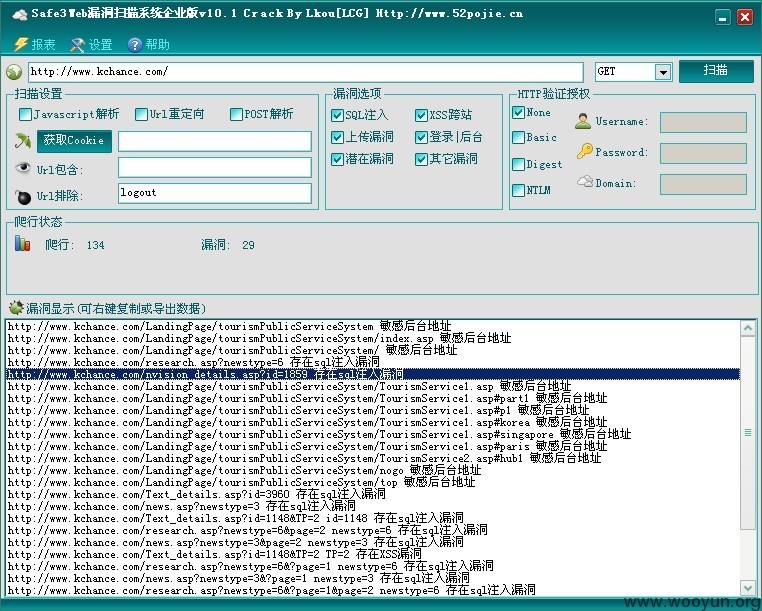 Safe3 Web漏洞扫描系统企业版v10.1 Crack By Lkou[LCG] Http://www.52pojie.cn
报表 设置 帮助
http://www.kchance.com/ GET 扫描
扫描设置
Javascript解析 Url重定向 POST解析
获取Cookie
Url包含:
Url排除: logout
漏洞选项
SQL注入 XSS跨站
上传漏洞 登录|后台
潜在漏洞 其它漏洞
HTTP验证授权
None Username:
Basic Password:
Digest Domain:
NTLM
爬行状态
爬行: 134 漏洞: 29
漏洞显示(可右键复制或导出数据)
http://www.kchance.com/LandingPage/tourismPublicServiceSystem 敏感后台地址
http://www.kchance.com/LandingPage/tourismPublicServiceSystem/index.asp 敏感后台地址
http://www.kchance.com/LandingPage/tourismPublicServiceSystem/ 敏感后台地址
http://www.kchance.com/research.asp?newstype=6 存在sql注入漏洞
http://www.kchance.com/nvision_details.asp?id=1859 存在sql注入漏洞
http://www.kchance.com/LandingPage/tourismPublicServiceSystem/TourismService1.asp 敏感后台地址
http://www.kchance.com/LandingPage/tourismPublicServiceSystem/TourismService1.asp#part1 敏感后台地址
http://www.kchance.com/LandingPage/tourismPublicServiceSystem/TourismService1.asp#p1 敏感后台地址
http://www.kchance.com/LandingPage/tourismPublicServiceSystem/TourismService1.asp#korea 敏感后台地址
http://www.kchance.com/LandingPage/tourismPublicServiceSystem/TourismService1.asp#singapore 敏感后台地址
http://www.kchance.com/LandingPage/tourismPublicServiceSystem/TourismService1.asp#paris 敏感后台地址
http://www.kchance.com/LandingPage/tourismPublicServiceSystem/TourismService2.asp#hub1 敏感后台地址
http://www.kchance.com/LandingPage/tourismPublicServiceSystem/nogo 敏感后台地址
http://www.kchance.com/LandingPage/tourismPublicServiceSystem/top 敏感后台地址
http://www.kchance.com/Text_details.asp?id=3960 存在sql注入漏洞
http://www.kchance.com/news.asp?newstype=3 存在sql注入漏洞
http://www.kchance.com/Text_details.asp?id=1148&TP=2 id=1148 存在sql注入漏洞
http://www.kchance.com/research.asp?newstype=6&page=2 newstype=6 存在sql注入漏洞
http://www.kchance.com/news.asp?newstype=3&page=2 newstype=3 存在sql注入漏洞
http://www.kchance.com/Text_details.asp?id=1148&TP=2 TP=2 存在XSS漏洞
http://www.kchance.com/research.asp?newstype=6&?page=1 newstype=6 存在sql注入漏洞
http://www.kchance.com/news.asp?newstype=3&?page=1 newstype=3 存在sql注入漏洞
http://www.kchance.com/research.asp?newstype=6&?page=1&page=2 newstype=6 存在sql注入漏洞
www.wooyun.org